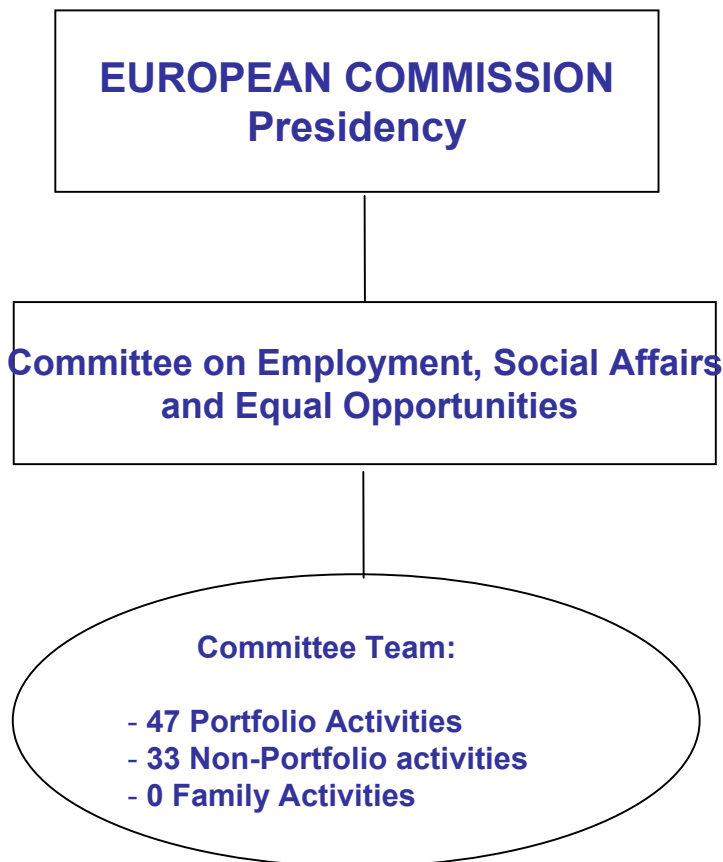 EUROPEAN COMMISSION
Presidency
Committee on Employment, Social Affairs
and Equal Opportunities
Committee Team:
- 47 Portfolio Activities
- 33 Non-Portfolio activities
- 0 Family Activities